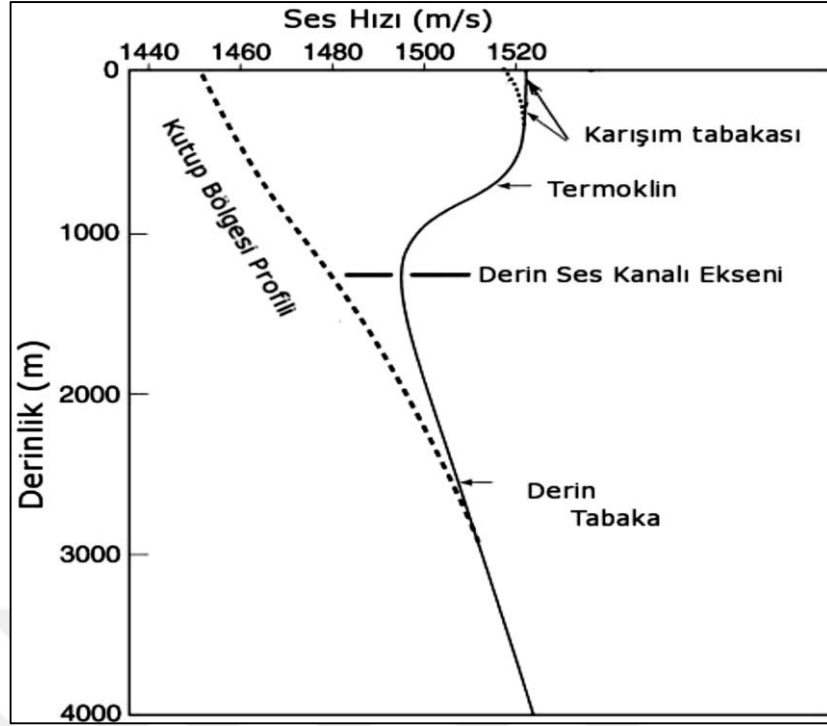 Ses Hızı (m/s)
1440 1460 1480 1500 1520
0
Karışım tabakası
Kutup Bölgesi Profili
Termoklin
1000
Derin Ses Kanalı Ekseni
Derinlik (m)
2000
Derin
Tabaka
3000
4000